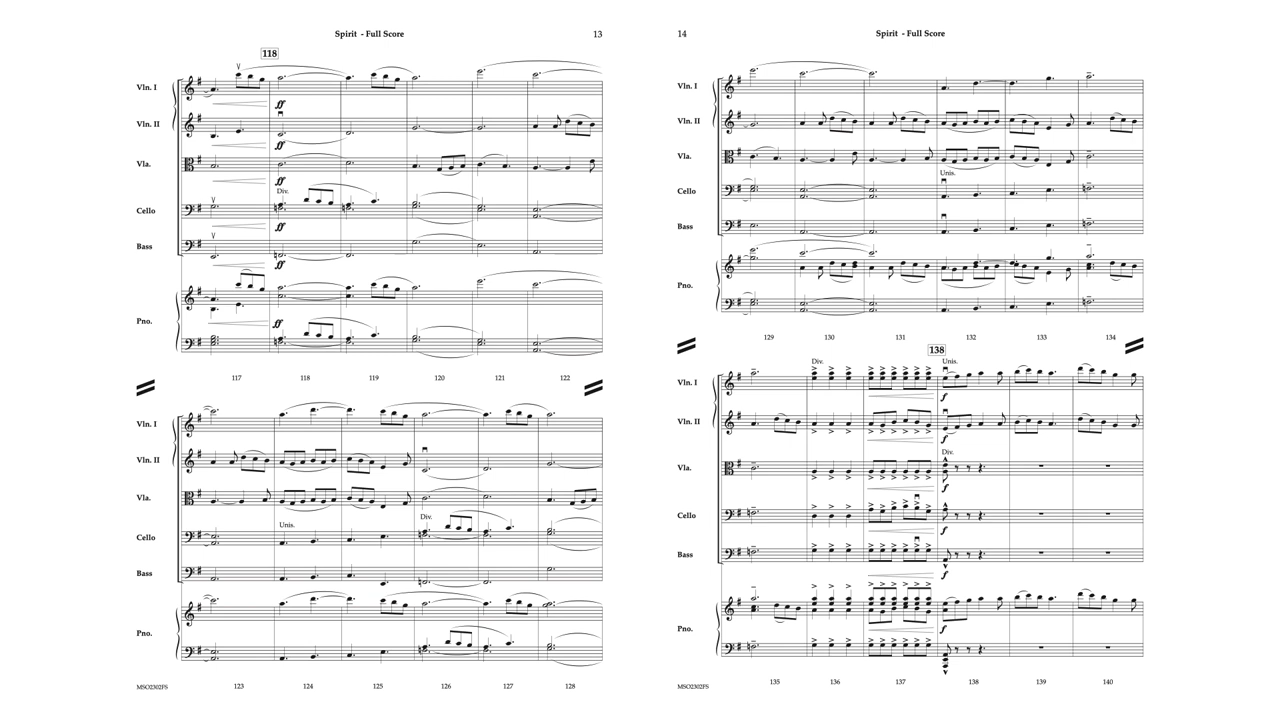 Spirit - Full Score
13
118
Vln. I
Vln. II
Vla.
Div.
Cello
Bass
Pno.
ff
ff
ff
ff
ff
ff
117 118 119 120 121 122
Vln. I
Vln. II
Vla.
Unis.
Div.
Cello
Bass
Pno.
MSO2302FS
123 124 125 126 127 128
14
Spirit - Full Score
Vln. I
Vln. II
Vla.
Unis.
Cello
Bass
Pno.
129 130 131 132 133 134
138
Div.
Unis.
Vln. I
f
Vln. II
f
Div.
Vla.
f
Cello
f
Bass
f
Pno.
f
MSO2302FS
135 136 137 138 139 140